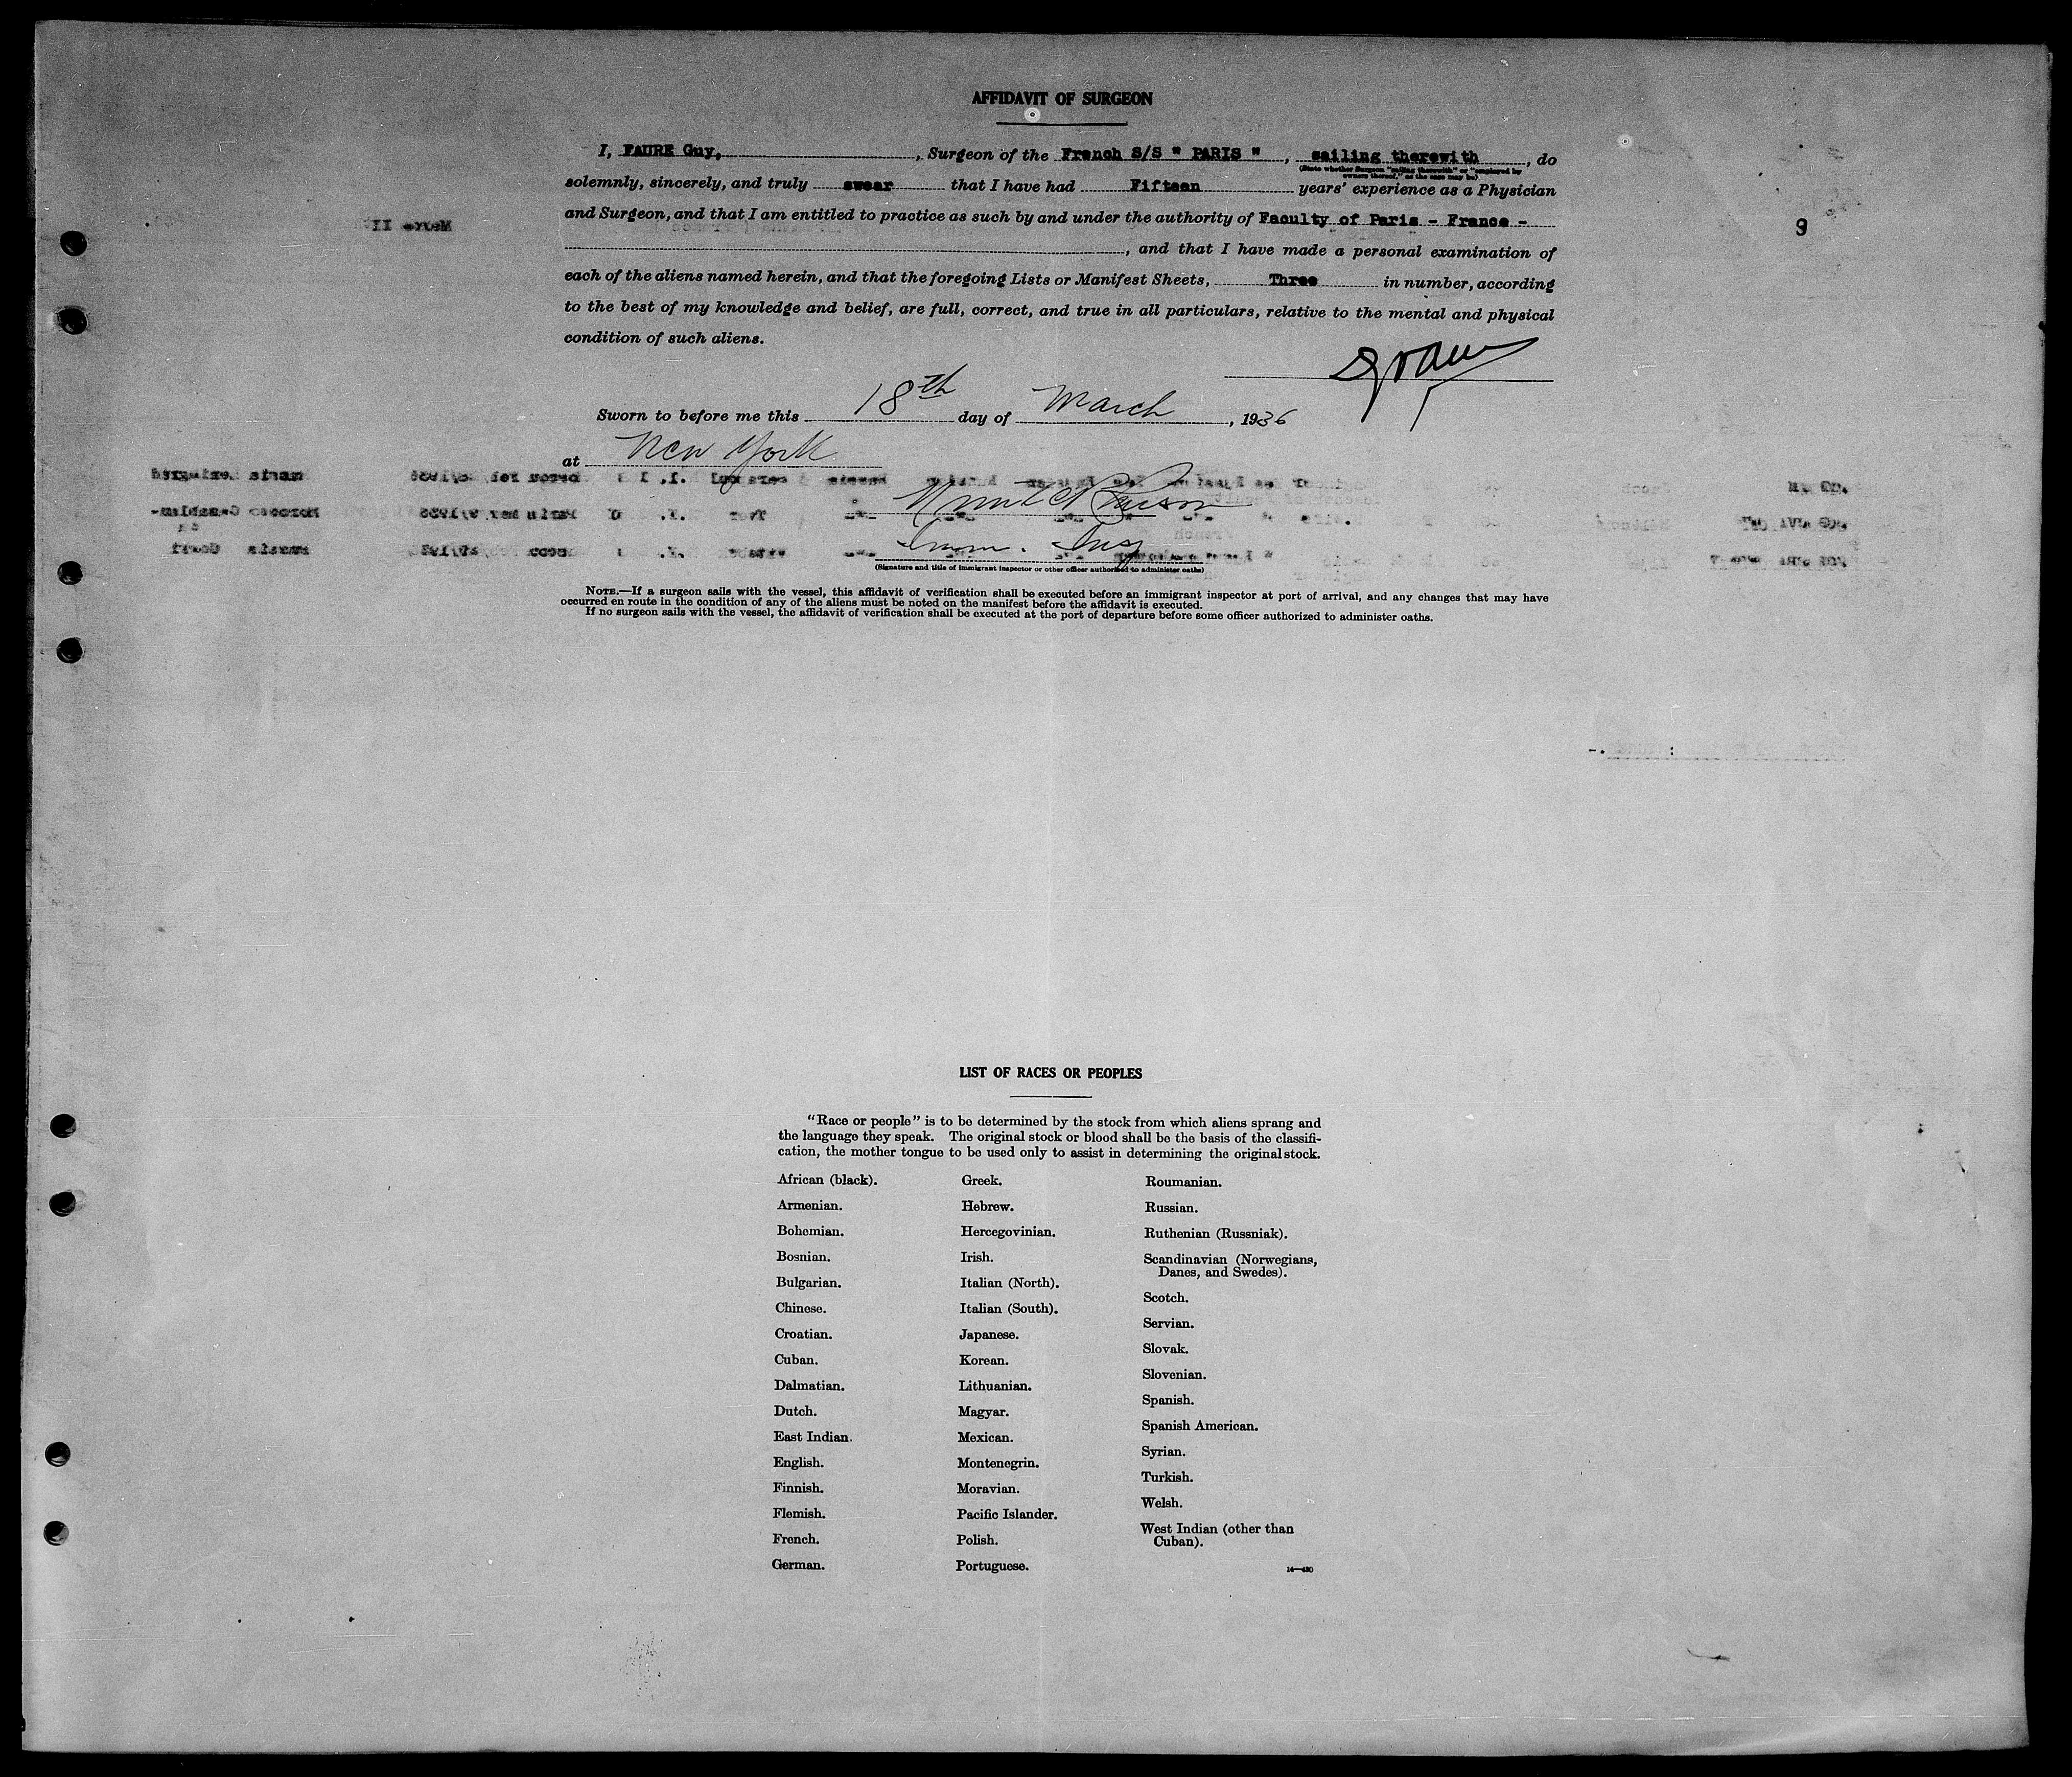 AFFIDAVIT OF SURGEON
I, FAURE Guy, , Surgeon of the French S/S " PARIS " , sailing therewith , do
(State whether Surgeon "sailing therewith" or "employed by
owners thereof," as the case may be)
solemnly, sincerely, and truly swear that I have had Fifteen years' experience as a Physician
and Surgeon, and that I am entitled to practice as such by and under the authority of Faculty of Paris - France -
, and that I have made a personal examination of
9
each of the aliens named herein, and that the foregoing Lists or Manifest Sheets, Three in number, according
to the best of my knowledge and belief, are full, correct, and true in all particulars, relative to the mental and physical
condition of such aliens.
Sworn to before me this 18th day of March , 1936
at New York
Imm. Insp
(Signature and title of immigrant inspector or other officer authorized to administer oaths)
NOTE.—If a surgeon sails with the vessel, this affidavit of verification shall be executed before an immigrant inspector at port of arrival, and any changes that may have
occurred en route in the condition of any of the aliens must be noted on the manifest before the affidavit is executed.
If no surgeon sails with the vessel, the affidavit of verification shall be executed at the port of departure before some officer authorized to administer oaths.
LIST OF RACES OR PEOPLES
"Race or people" is to be determined by the stock from which aliens sprang and
the language they speak. The original stock or blood shall be the basis of the classifi-
cation, the mother tongue to be used only to assist in determining the original stock.
African (black).
Armenian.
Bohemian.
Bosnian.
Bulgarian.
Chinese.
Croatian.
Cuban.
Dalmatian.
Dutch.
East Indian.
English.
Finnish.
Flemish.
French.
German.
Greek.
Hebrew.
Hercegovinian.
Irish.
Italian (North).
Italian (South).
Japanese.
Korean.
Lithuanian.
Magyar.
Mexican.
Montenegrin.
Moravian.
Pacific Islander.
Polish.
Portuguese.
Roumanian.
Russian.
Ruthenian (Russniak).
Scandinavian (Norwegians,
Danes, and Swedes).
Scotch.
Servian.
Slovak.
Slovenian.
Spanish.
Spanish American.
Syrian.
Turkish.
Welsh.
West Indian (other than
Cuban).
14—430